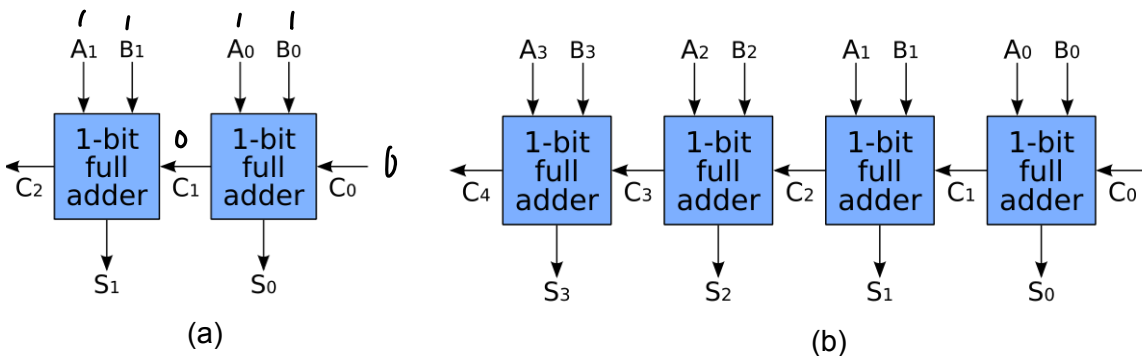 1 1 1 1
A1 B1 A0 B0
A3 B3 A2 B2 A1 B1 A0 B0
0
1-bit full adder
1-bit full adder
C2 C1 C0
0
S1 S0
(a)
1-bit full adder
1-bit full adder
1-bit full adder
1-bit full adder
C4 C3 C2 C1 C0
S3 S2 S1 S0
(b)